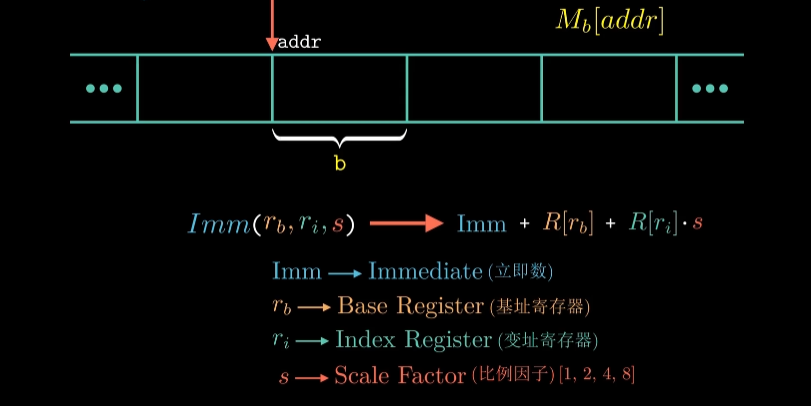 M_b[addr]
addr
b
Imm(r_b,r_i,s) → Imm + R[r_b] + R[r_i]·s
Imm → Immediate (立即数)
r_b → Base Register (基址寄存器)
r_i → Index Register (变址寄存器)
s → Scale Factor (比例因子) [1, 2, 4, 8]